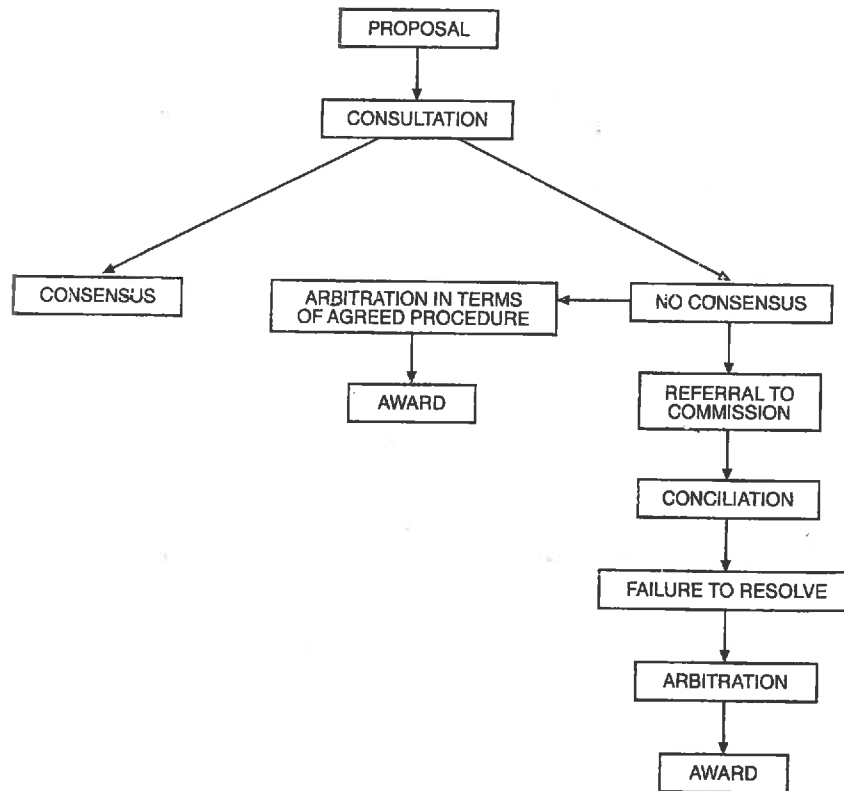 PROPOSAL
CONSULTATION
CONSENSUS
ARBITRATION IN TERMS
OF AGREED PROCEDURE
NO CONSENSUS
AWARD
REFERRAL TO
COMMISSION
CONCILIATION
FAILURE TO RESOLVE
ARBITRATION
AWARD